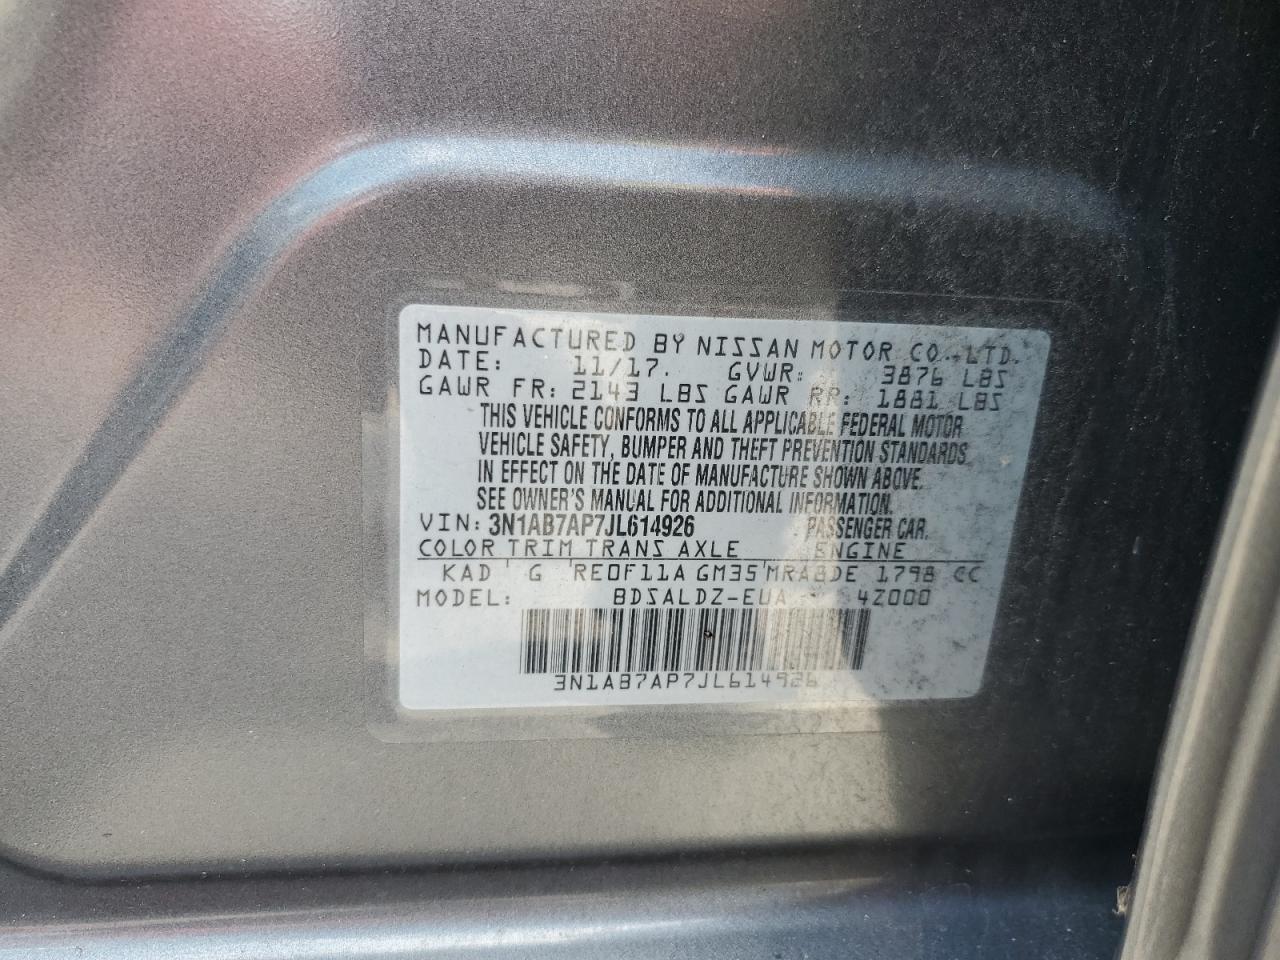 MANUFACTURED BY NISSAN MOTOR CO.,LTD.
DATE: 11/17. GVWR: 3876 LBS
GAWR FR: 2143 LBS GAWR RR: 1881 LBS
THIS VEHICLE CONFORMS TO ALL APPLICABLE FEDERAL MOTOR
VEHICLE SAFETY, BUMPER AND THEFT PREVENTION STANDARDS
IN EFFECT ON THE DATE OF MANUFACTURE SHOWN ABOVE.
SEE OWNER'S MANUAL FOR ADDITIONAL INFORMATION.
VIN: 3N1AB7AP7JL614926 PASSENGER CAR.
COLOR TRIM TRANS AXLE ENGINE
KAD G RE0F11A GM35 MRA8DE 1798 CC
MODEL: BDSALDZ-EUA 4Z000
3N1AB7AP7JL614926